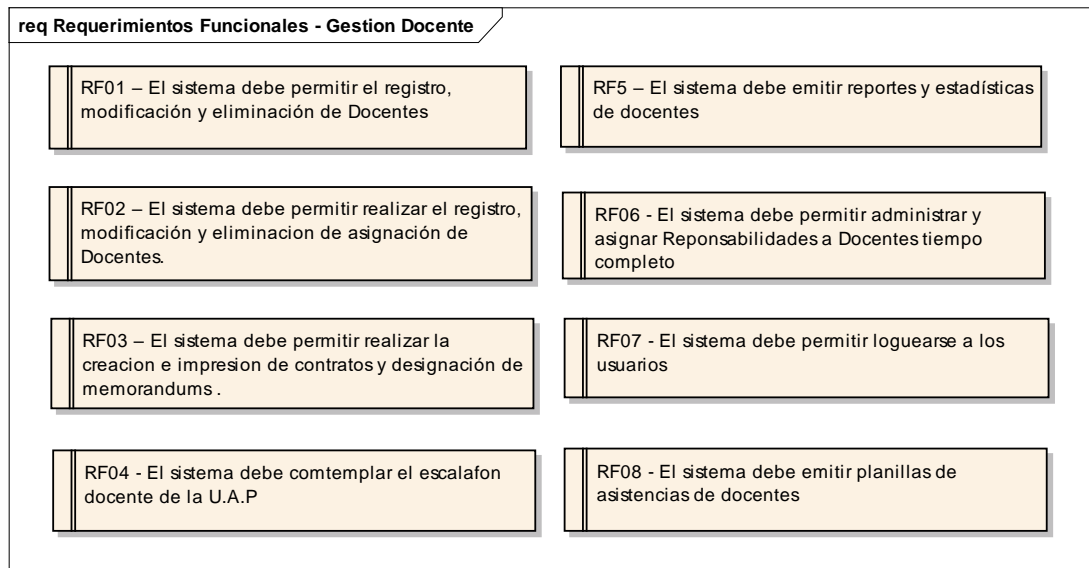 req Requerimientos Funcionales - Gestion Docente
RF01 – El sistema debe permitir el registro,
modificación y eliminación de Docentes
RF02 – El sistema debe permitir realizar el registro,
modificación y eliminacion de asignación de
Docentes.
RF03 – El sistema debe permitir realizar la
creacion e impresion de contratos y designación de
memorandums .
RF04 - El sistema debe comtemplar el escalafon
docente de la U.A.P
RF5 – El sistema debe emitir reportes y estadísticas
de docentes
RF06 - El sistema debe permitir administrar y
asignar Reponsabilidades a Docentes tiempo
completo
RF07 - El sistema debe permitir loguearse a los
usuarios
RF08 - El sistema debe emitir planillas de
asistencias de docentes